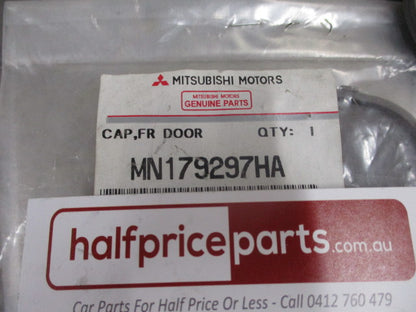 MITSUBISHI MOTORS
MITSUBISHI MOTORS
GENUINE PARTS
CAP,FR DOOR QTY: 1
MN179297HA
halfpriceparts.com.au
Car Parts For Half Price Or Less - Call 0412 760 479